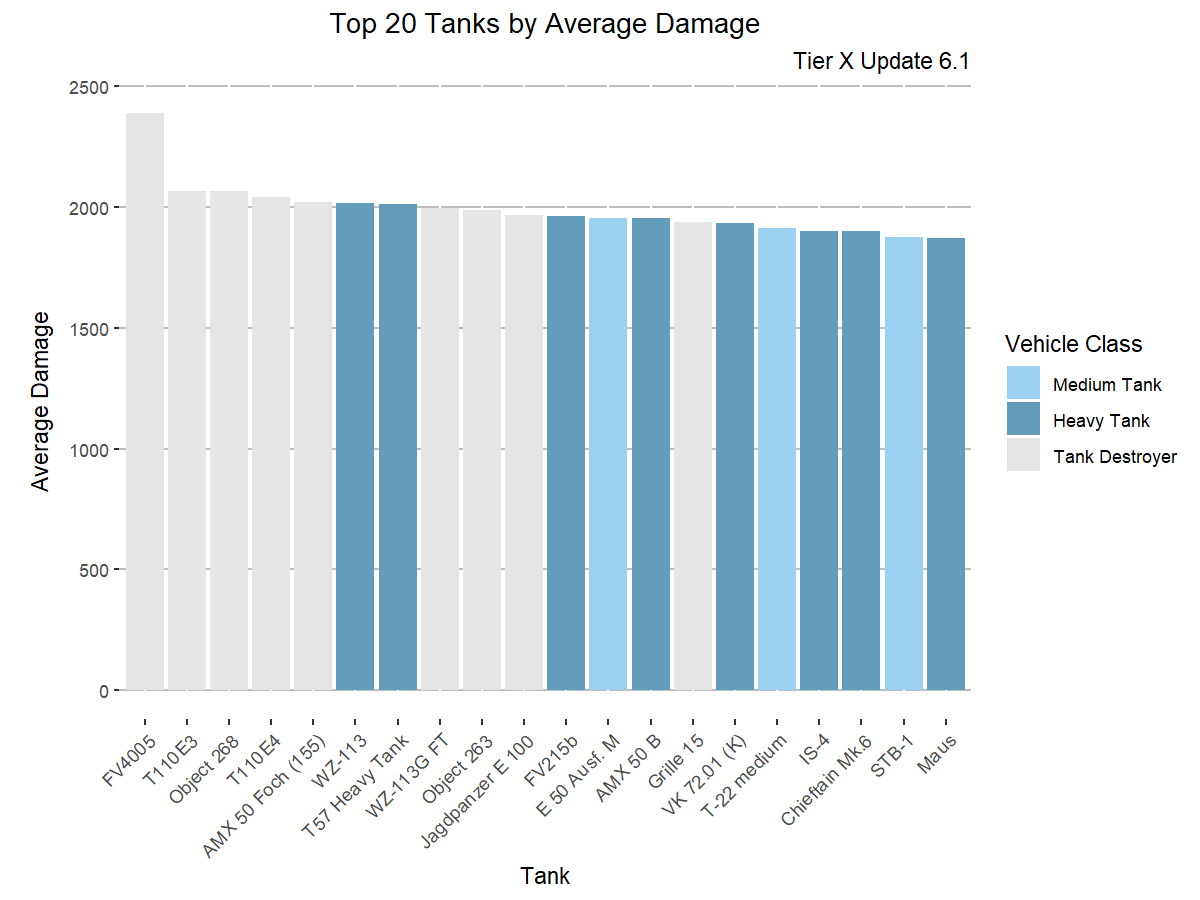 Top 20 Tanks by Average Damage
Tier X Update 6.1
Average Damage
2500
2000
1500
1000
500
0
FV4005
T110E3
Object 268
T110E4
AMX 50 Foch (155)
WZ-113
T57 Heavy Tank
WZ-113G FT
Object 263
Jagdpanzer E 100
FV215b
E 50 Ausf. M
AMX 50 B
Grille 15
VK 72.01 (K)
T-22 medium
IS-4
Chieftain Mk.6
STB-1
Maus
Tank
Vehicle Class
Medium Tank
Heavy Tank
Tank Destroyer